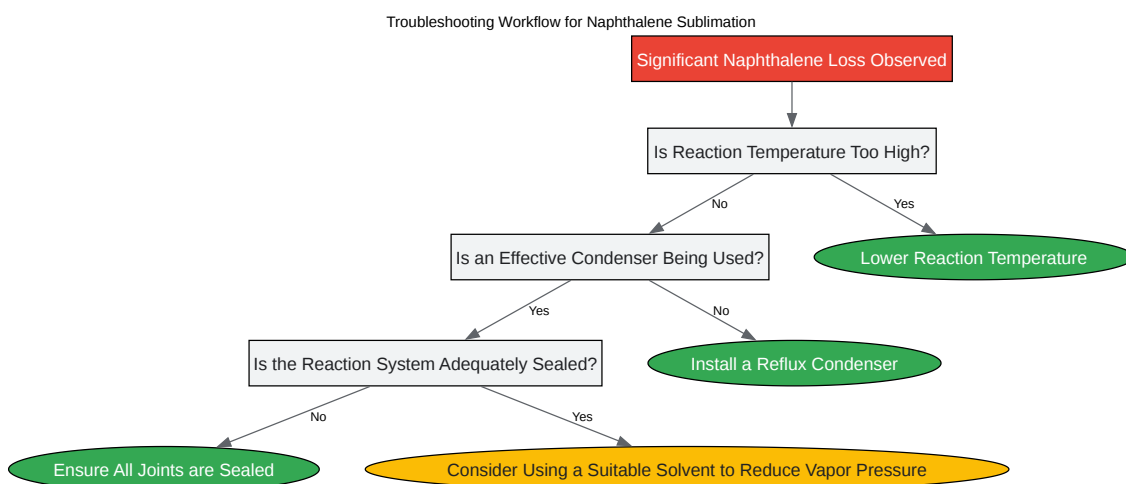 Troubleshooting Workflow for Naphthalene Sublimation
Significant Naphthalene Loss Observed
Is Reaction Temperature Too High?
No
Yes
Is an Effective Condenser Being Used?
Lower Reaction Temperature
Yes
No
Is the Reaction System Adequately Sealed?
Install a Reflux Condenser
No
Yes
Ensure All Joints are Sealed
Consider Using a Suitable Solvent to Reduce Vapor Pressure